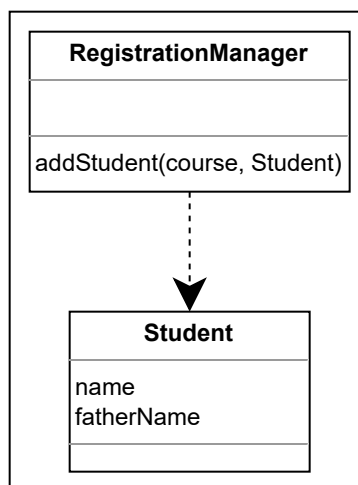 RegistrationManager
addStudent(course, Student)
Student
name
fatherName